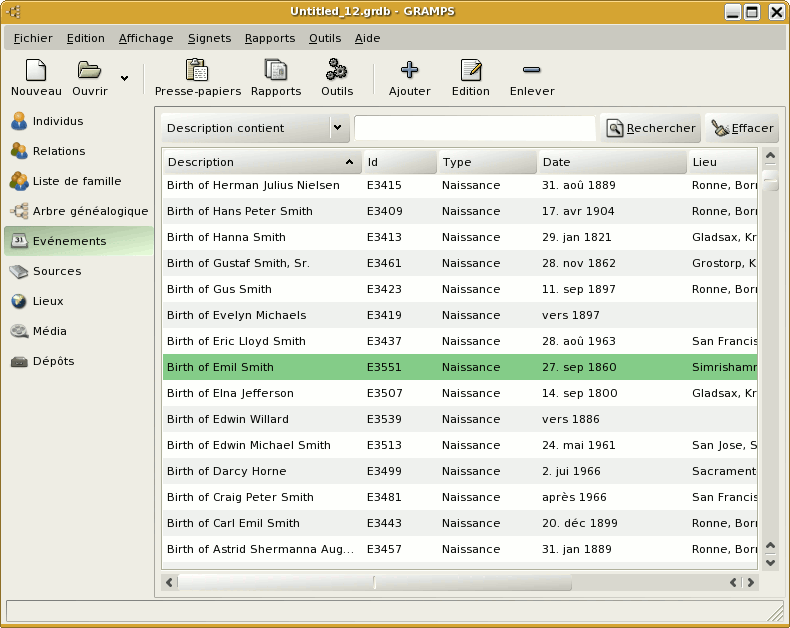 Untitled_12.grdb - GRAMPS
Fichier Edition Affichage Signets Rapports Outils Aide
Nouveau Ouvrir Presse-papiers Rapports Outils Ajouter Edition Enlever
Individus
Relations
Liste de famille
Arbre généalogique
31 Evénements
Sources
Lieux
Média
Dépôts
Description contient Rechercher Effacer
Description Id Type Date Lieu
Birth of Herman Julius Nielsen E3415 Naissance 31. aoû 1889 Ronne, Born
Birth of Hans Peter Smith E3409 Naissance 17. avr 1904 Ronne, Born
Birth of Hanna Smith E3413 Naissance 29. jan 1821 Gladsax, Kr
Birth of Gustaf Smith, Sr. E3461 Naissance 28. nov 1862 Grostorp, K
Birth of Gus Smith E3423 Naissance 11. sep 1897 Ronne, Born
Birth of Evelyn Michaels E3419 Naissance vers 1897
Birth of Eric Lloyd Smith E3437 Naissance 28. aoû 1963 San Francis
Birth of Emil Smith E3551 Naissance 27. sep 1860 Simrishamn
Birth of Elna Jefferson E3507 Naissance 14. sep 1800 Gladsax, Kr
Birth of Edwin Willard E3539 Naissance vers 1886
Birth of Edwin Michael Smith E3513 Naissance 24. mai 1961 San Jose, S
Birth of Darcy Horne E3499 Naissance 2. jui 1966 Sacrament
Birth of Craig Peter Smith E3481 Naissance après 1966 San Francis
Birth of Carl Emil Smith E3443 Naissance 20. déc 1899 Ronne, Born
Birth of Astrid Shermanna Aug... E3457 Naissance 31. jan 1889 Ronne, Born